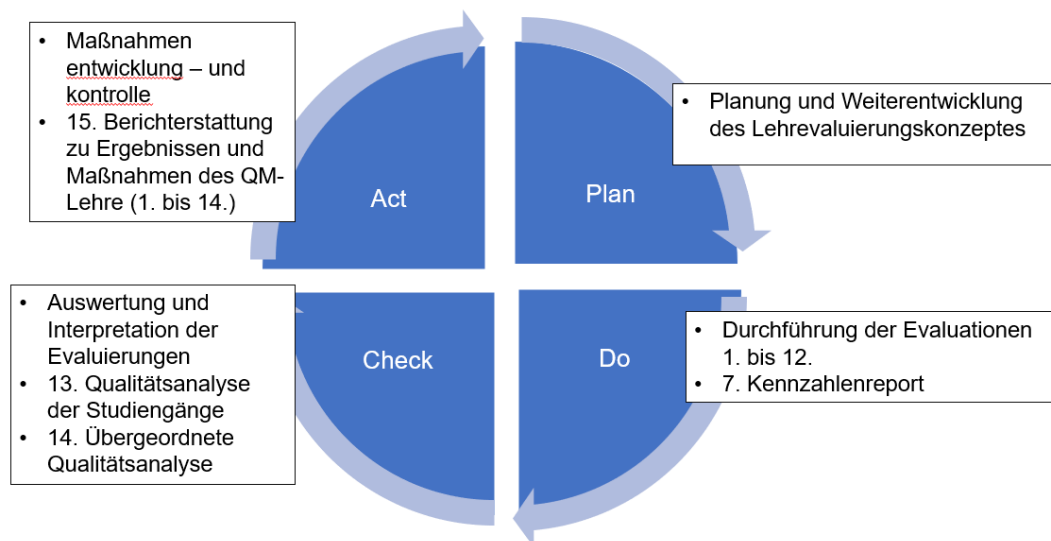 • Maßnahmen
entwicklung – und
kontrolle
• 15. Berichterstattung
zu Ergebnissen und
Maßnahmen des QM-
Lehre (1. bis 14.)
Act
Plan
• Planung und Weiterentwicklung
des Lehrevaluierungskonzeptes
• Auswertung und
Interpretation der
Evaluierungen
• 13. Qualitätsanalyse
der Studiengänge
• 14. Übergeordnete
Qualitätsanalyse
Check
Do
• Durchführung der Evaluationen
1. bis 12.
• 7. Kennzahlenreport